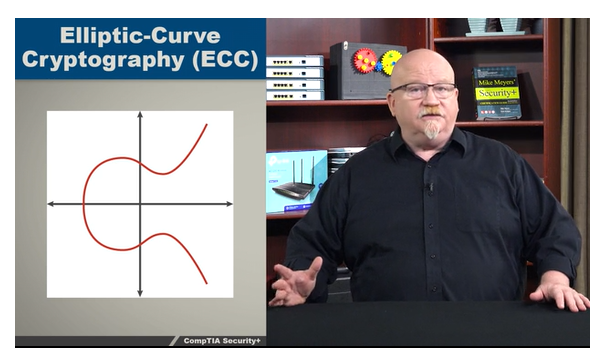 Elliptic-Curve
Cryptography (ECC)
CompTIA Security+
Mike Meyers'
Security+